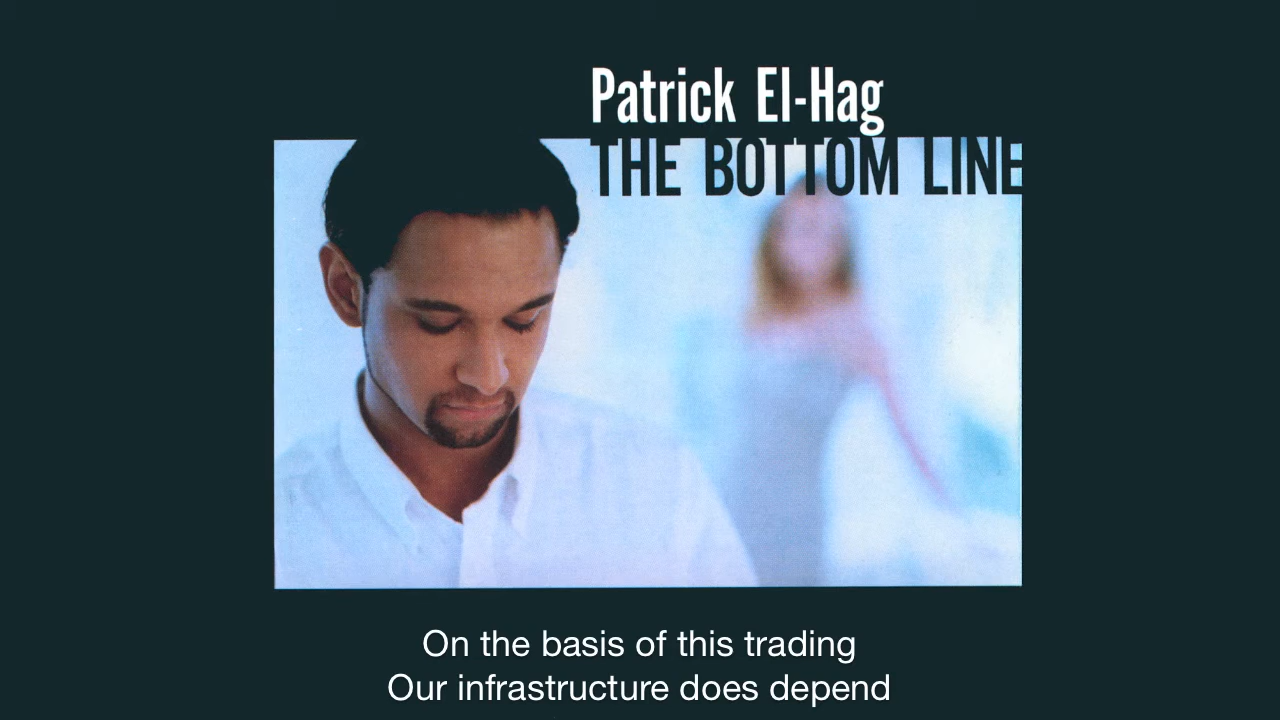 Patrick El-Hag
THE BOTTOM LINE
On the basis of this trading
Our infrastructure does depend